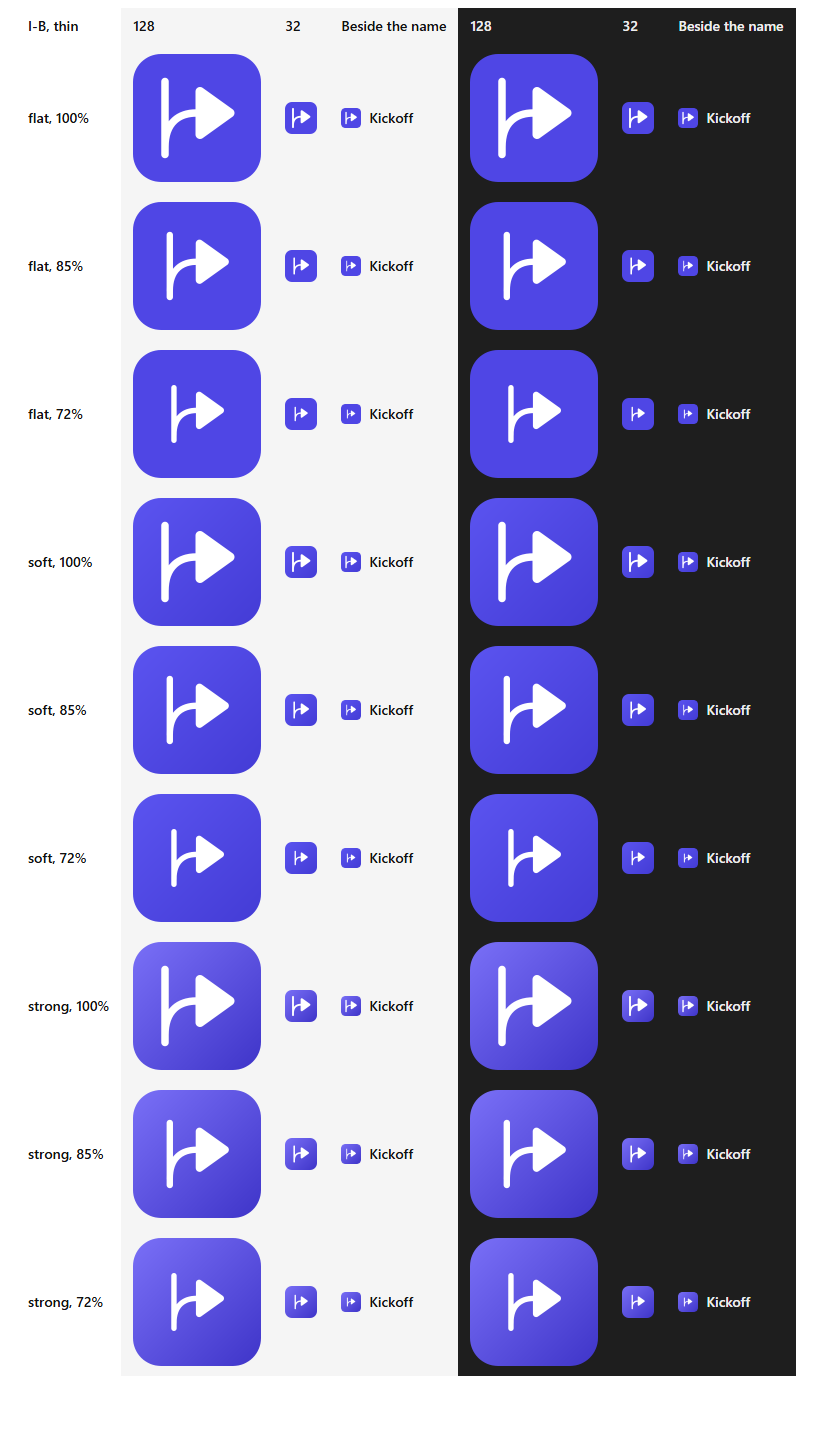 I-B, thin 128 32 Beside the name 128 32 Beside the name
flat, 100% Kickoff Kickoff
flat, 85% Kickoff Kickoff
flat, 72% Kickoff Kickoff
soft, 100% Kickoff Kickoff
soft, 85% Kickoff Kickoff
soft, 72% Kickoff Kickoff
strong, 100% Kickoff Kickoff
strong, 85% Kickoff Kickoff
strong, 72% Kickoff Kickoff